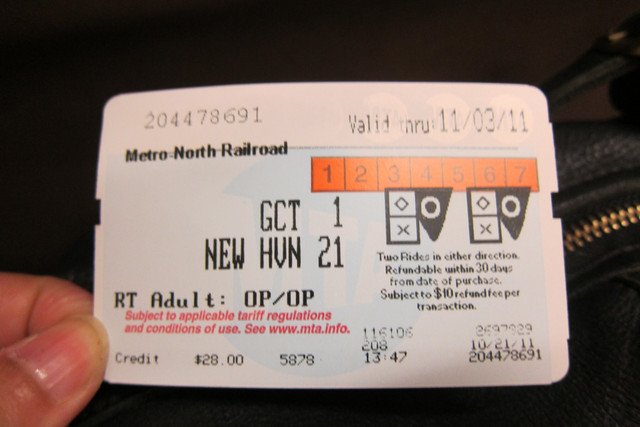 204478691 Valid thru: 11/03/11
Metro-North Railroad
1 2 3 4 5 6 7
GCT 1
NEW HVN 21
Two Rides in either direction.
Refundable within 30 days
from date of purchase.
Subject to $10 refund fee per
transaction.
RT Adult: OP/OP
Subject to applicable tariff regulations
and conditions of use. See www.mta.info.
116106
208 10/21/11
Credit $28.00 5878 13:47 204478691